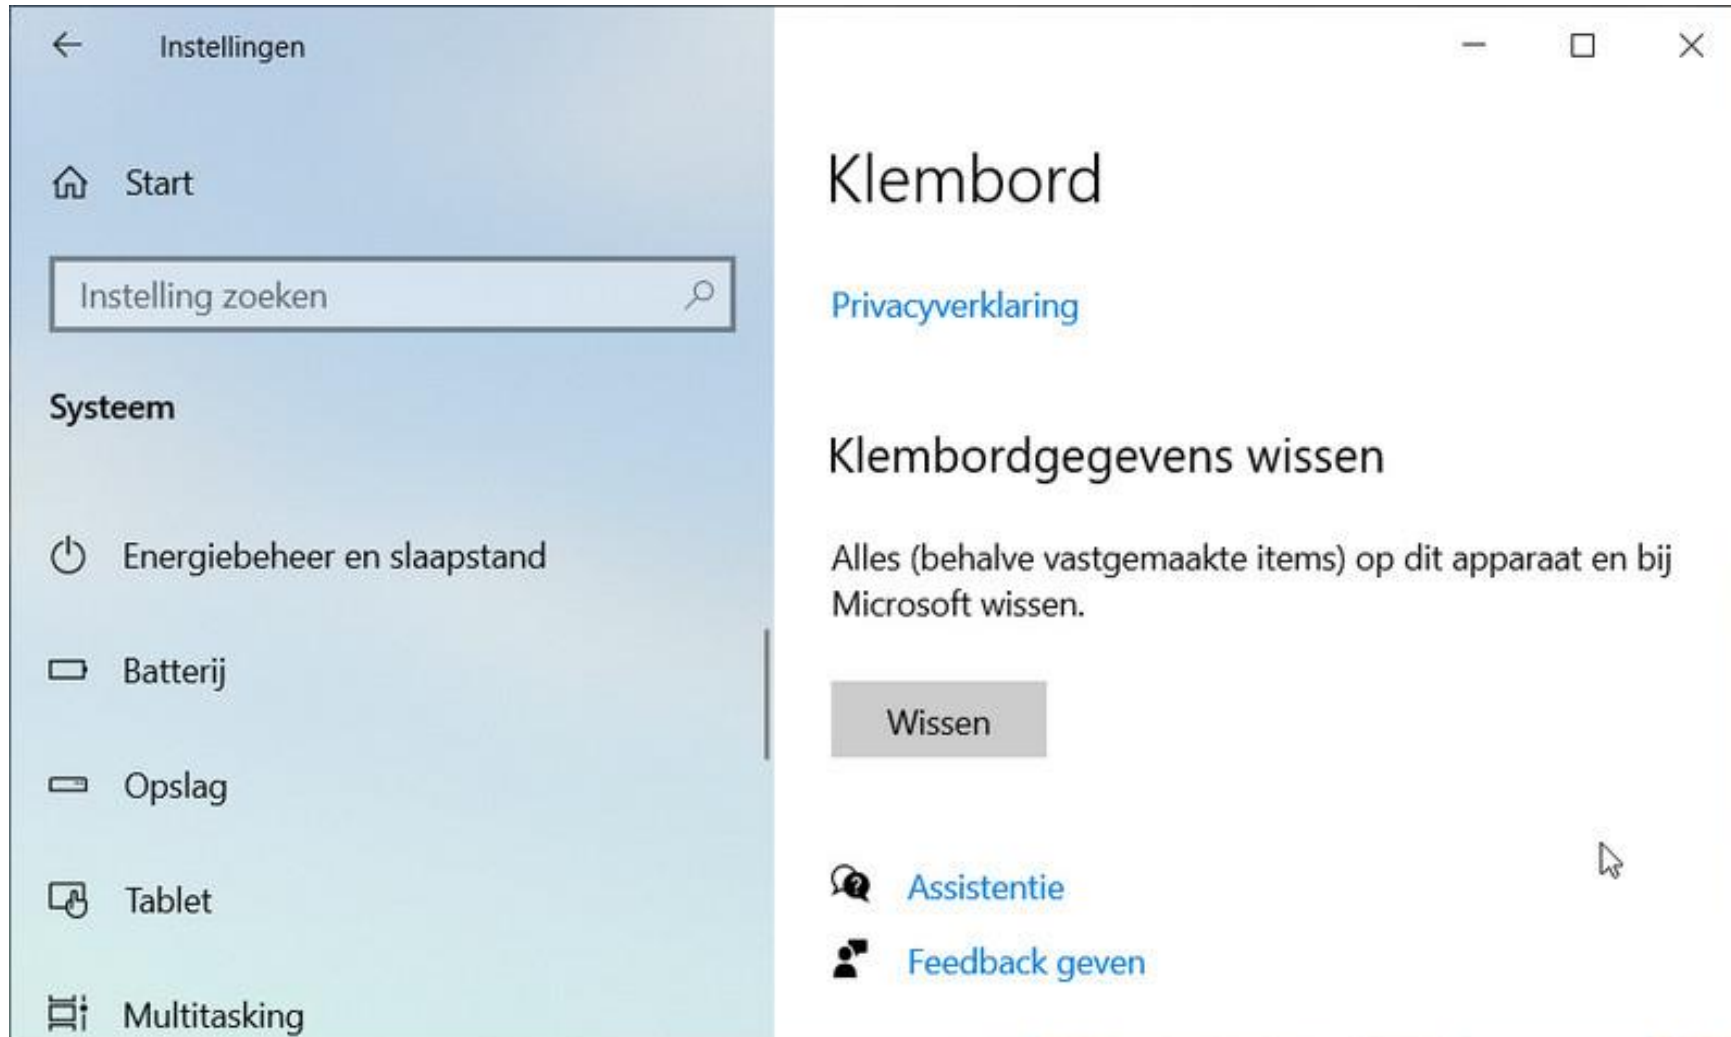 Instellingen
Start
Instelling zoeken
Systeem
Energiebeheer en slaapstand
Batterij
Opslag
Tablet
Multitasking
Klembord
Privacyverklaring
Klembordgegevens wissen
Alles (behalve vastgemaakte items) op dit apparaat en bij
Microsoft wissen.
Wissen
Assistentie
Feedback geven